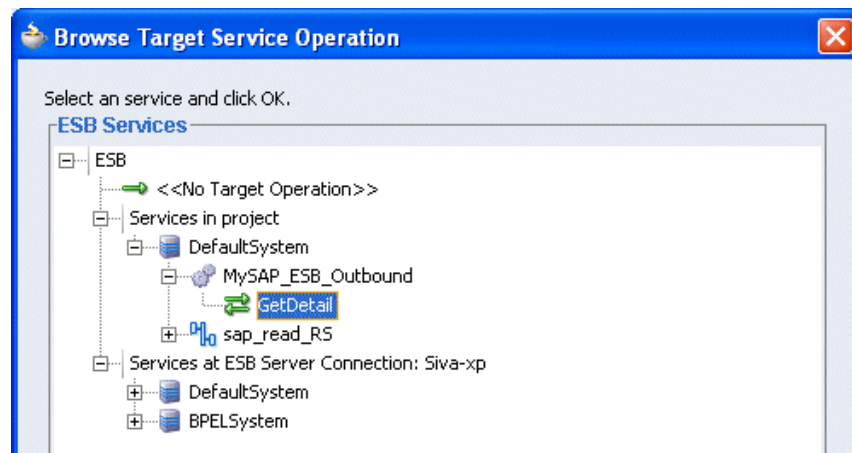 Browse Target Service Operation
Select an service and click OK.
ESB Services
ESB
<<No Target Operation>>
Services in project
DefaultSystem
MySAP_ESB_Outbound
GetDetail
sap_read_RS
Services at ESB Server Connection: Siva-xp
DefaultSystem
BPELSystem